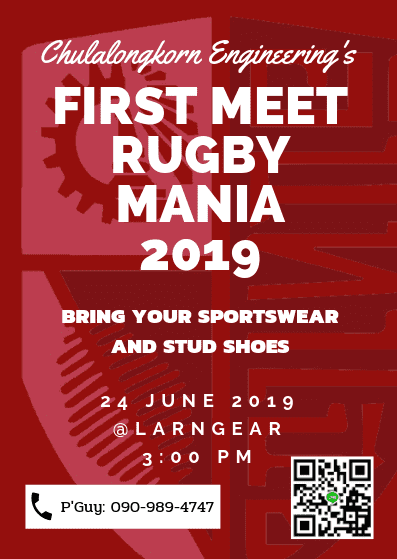 Chulalongkorn Engineering's
FIRST MEET
RUGBY
MANIA
2019
BRING YOUR SPORTSWEAR
AND STUD SHOES
24 JUNE 2019
@LARNGEAR
3:00 PM
P'Guy: 090-989-4747